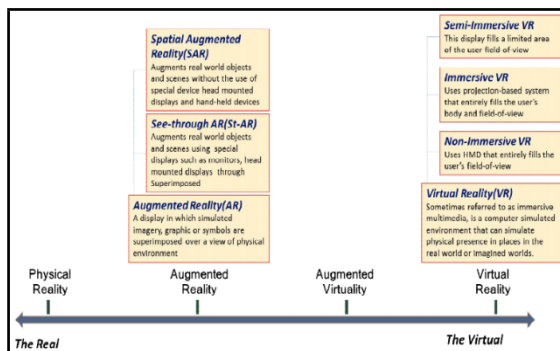 Spatial Augmented
Reality(SAR)
Augments real world objects
and scenes without the use of
special device head mounted
displays and hand-held devices
See-through AR(St-AR)
Augments real world objects
and scenes using special
displays such as monitors, head
mounted displays through
Superimposed
Augmented Reality(AR)
A display in which simulated
imagery, graphic or symbols are
superimposed over a view of physical
environment
Semi-Immersive VR
This display fills a limited area
of the user field-of-view
Immersive VR
Uses projection-based system
that entirely fills the user's
body and field-of-view
Non-Immersive VR
Uses HMD that entirely fills the
user's field-of-view
Virtual Reality(VR)
Sometimes referred to as immersive
multimedia, is a computer simulated
environment that can simulate
physical presence in places in the
real world or imagined worlds.
Physical
Reality
Augmented
Reality
Augmented
Virtuality
Virtual
Reality
The Real
The Virtual